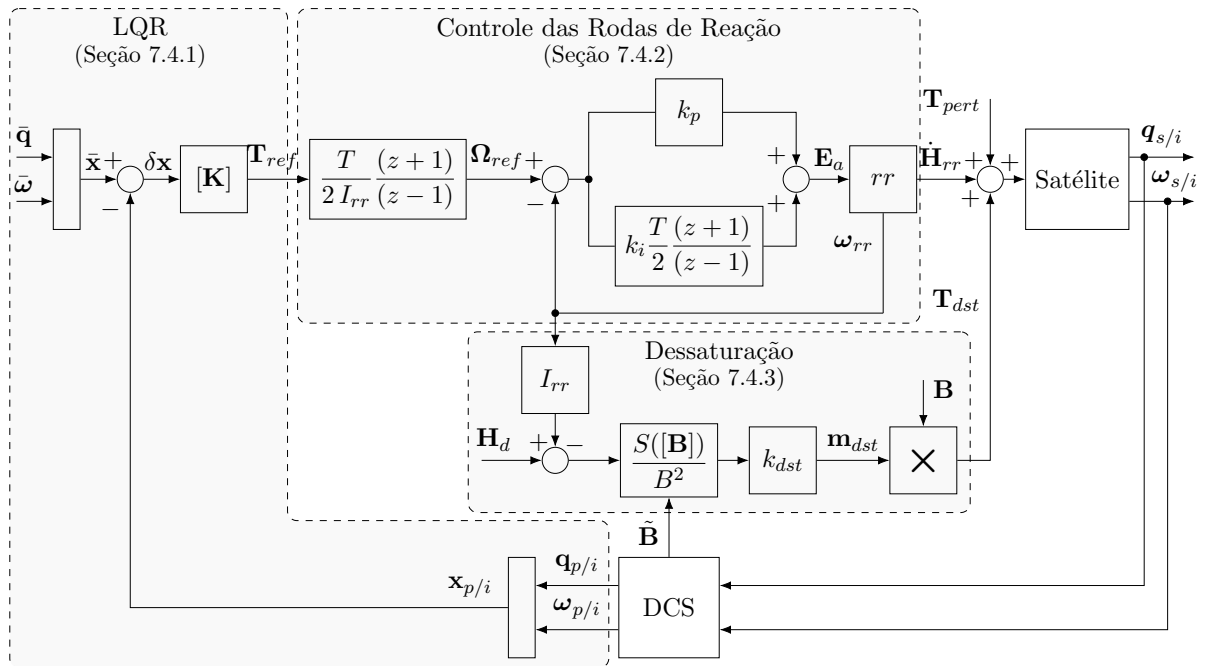 LQR
(Seção 7.4.1)
Controle das Rodas de Reação
(Seção 7.4.2)
q̄
ω̄
x̄
+
−
δx
[K]
T_ref
T/(2 I_rr) (z + 1)/(z − 1)
Ω_ref
+
−
k_p
k_i T/2 (z + 1)/(z − 1)
+
+
E_a
rr
ω_rr
Ḣ_rr
T_pert
+
+
+
Satélite
q_s/i
ω_s/i
T_dst
Dessaturação
(Seção 7.4.3)
I_rr
H_d
+
−
S([B])/B²
k_dst
m_dst
×
B
B̃
x_p/i
q_p/i
ω_p/i
DCS